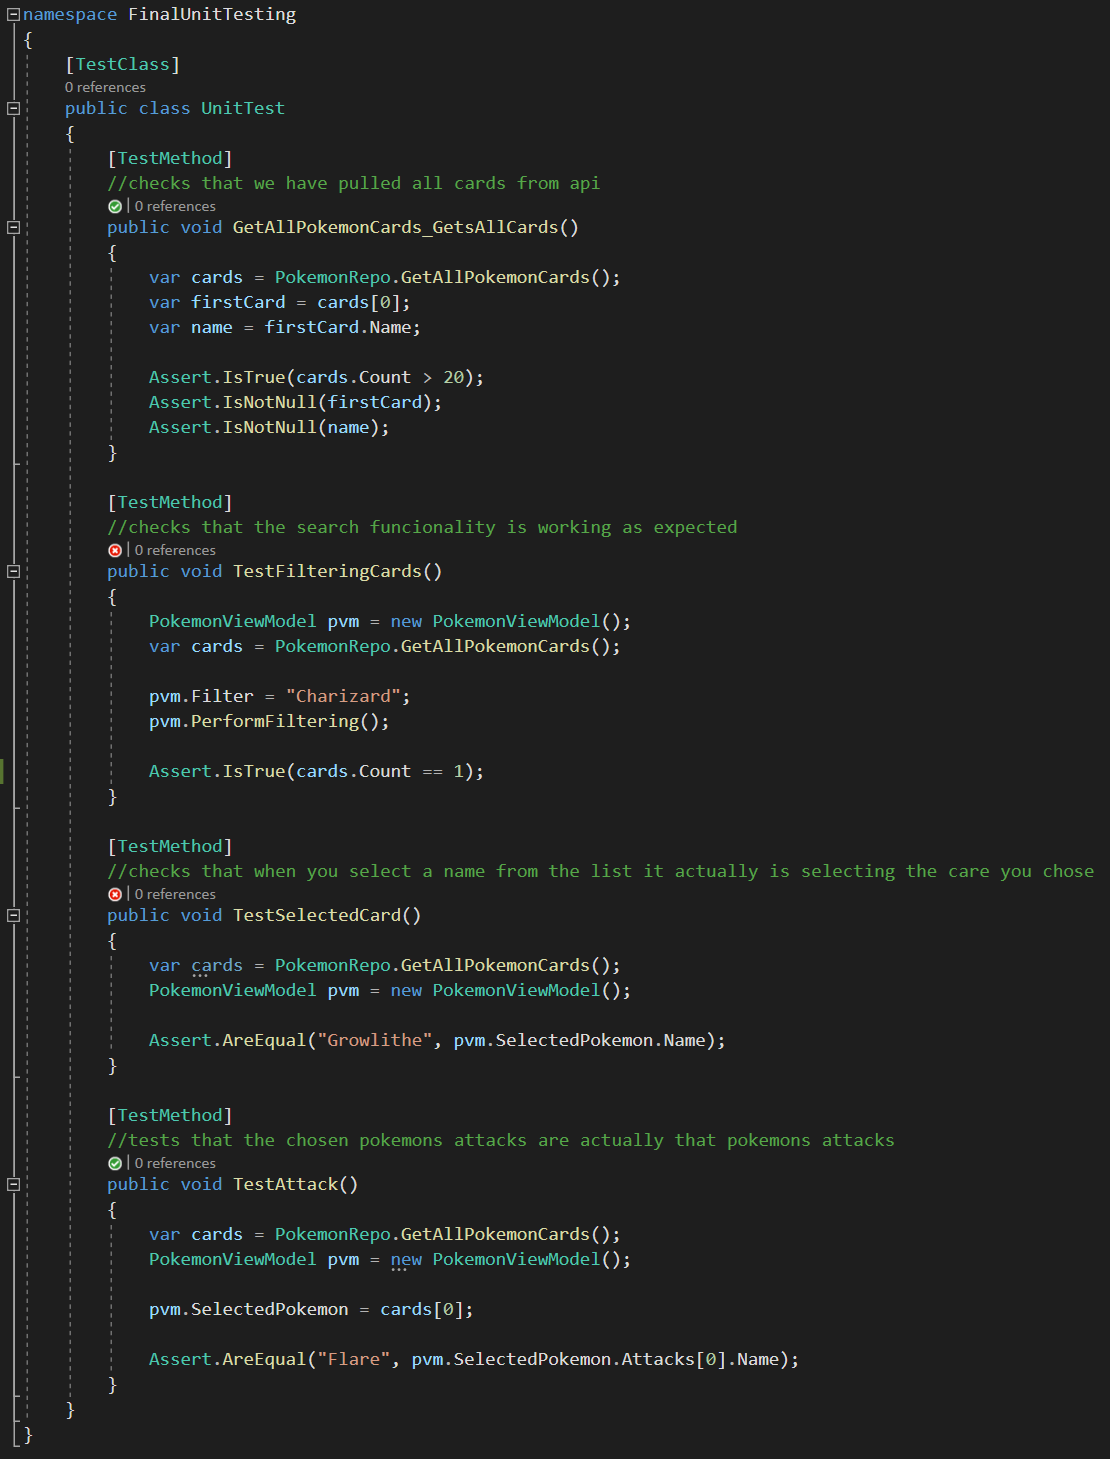 namespace FinalUnitTesting
{
[TestClass]
0 references
public class UnitTest
{
[TestMethod]
//checks that we have pulled all cards from api
0 references
public void GetAllPokemonCards_GetsAllCards()
{
var cards = PokemonRepo.GetAllPokemonCards();
var firstCard = cards[0];
var name = firstCard.Name;
Assert.IsTrue(cards.Count > 20);
Assert.IsNotNull(firstCard);
Assert.IsNotNull(name);
}
[TestMethod]
//checks that the search funcionality is working as expected
0 references
public void TestFilteringCards()
{
PokemonViewModel pvm = new PokemonViewModel();
var cards = PokemonRepo.GetAllPokemonCards();
pvm.Filter = "Charizard";
pvm.PerformFiltering();
Assert.IsTrue(cards.Count == 1);
}
[TestMethod]
//checks that when you select a name from the list it actually is selecting the care you chose
0 references
public void TestSelectedCard()
{
var cards = PokemonRepo.GetAllPokemonCards();
PokemonViewModel pvm = new PokemonViewModel();
Assert.AreEqual("Growlithe", pvm.SelectedPokemon.Name);
}
[TestMethod]
//tests that the chosen pokemons attacks are actually that pokemons attacks
0 references
public void TestAttack()
{
var cards = PokemonRepo.GetAllPokemonCards();
PokemonViewModel pvm = new PokemonViewModel();
pvm.SelectedPokemon = cards[0];
Assert.AreEqual("Flare", pvm.SelectedPokemon.Attacks[0].Name);
}
}
}